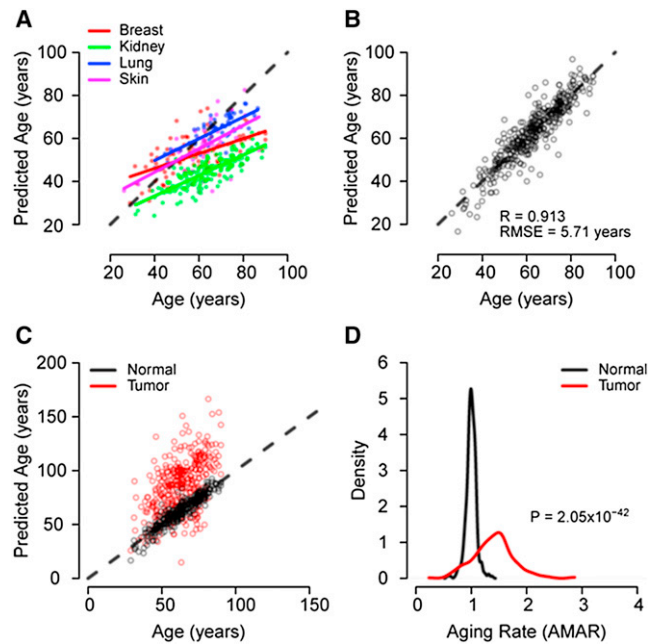 A
Breast
Kidney
Lung
Skin
Predicted Age (years)
100
80
60
40
20
20 40 60 80 100
Age (years)
B
Predicted Age (years)
100
80
60
40
20
R = 0.913
RMSE = 5.71 years
20 40 60 80 100
Age (years)
C
Normal
Tumor
Predicted Age (years)
200
150
100
50
0
0 50 100 150
Age (years)
D
Normal
Tumor
Density
6
5
4
3
2
1
0
P = 2.05x10⁻⁴²
0 1 2 3 4
Aging Rate (AMAR)